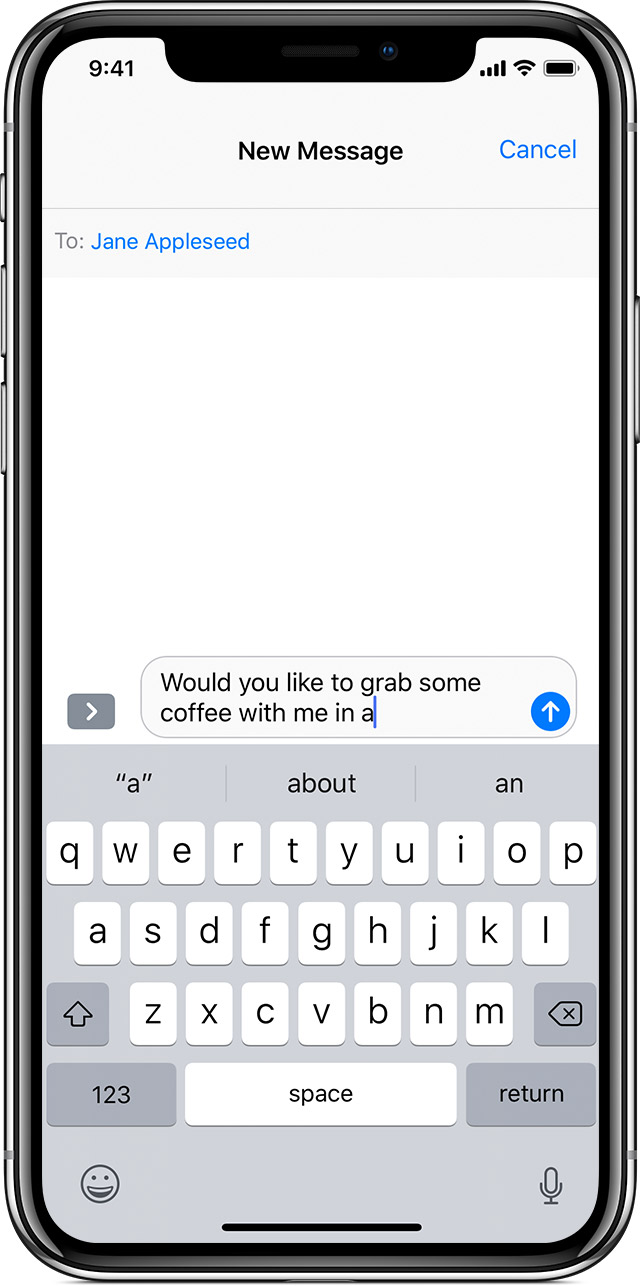 9:41
New Message
Cancel
To: Jane Appleseed
Would you like to grab some
coffee with me in a
“a” about an
q w e r t y u i o p
a s d f g h j k l
z x c v b n m
123 space return